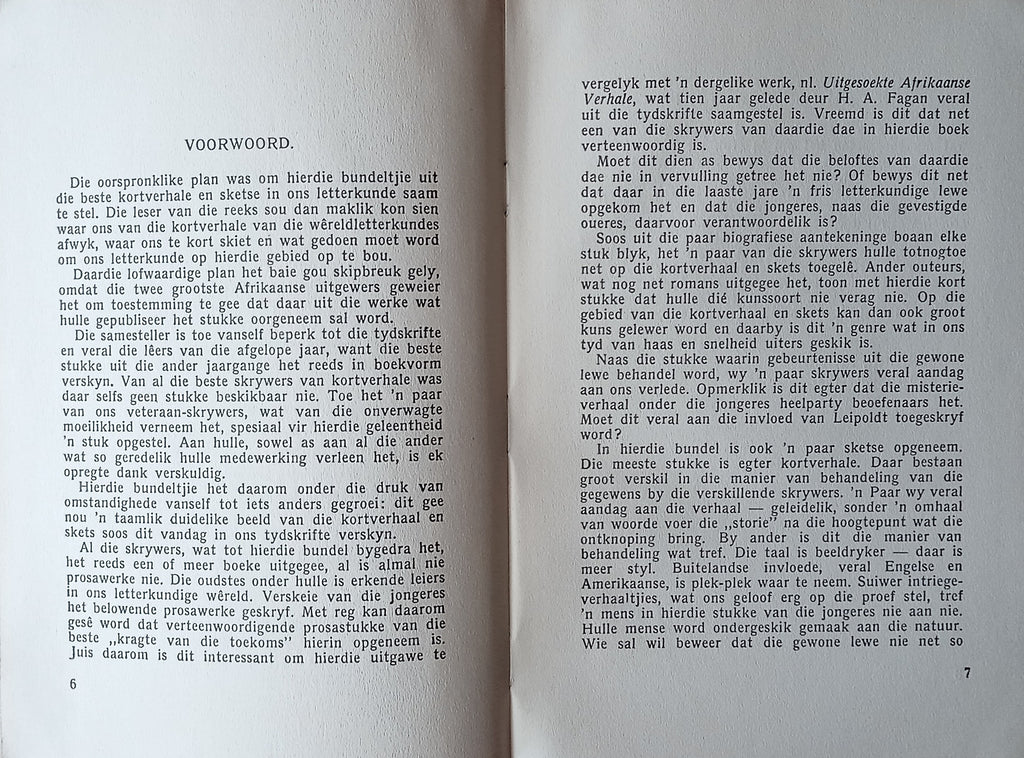 VOORWOORD.
Die oorspronklike plan was om hierdie bundeltjie uit
die beste kortverhale en sketse in ons letterkunde saam
te stel. Die leser van die reeks sou dan maklik kon sien
waar ons van die kortverhale van die wêreldletterkundes
afwyk, waar ons te kort skiet en wat gedoen moet word
om ons letterkunde op hierdie gebied op te bou.
Daardie lofwaardige plan het baie gou skipbreuk gely,
omdat die twee grootste Afrikaanse uitgewers geweier
het om toestemming te gee dat daar uit die werke wat
hulle gepubliseer het stukke oorgeneem sal word.
Die samesteller is toe vanself beperk tot die tydskrifte
en veral die lêers van die afgelope jaar, want die beste
stukke uit die ander jaargange het reeds in boekvorm
verskyn. Van al die beste skrywers van kortverhale was
daar selfs geen stukke beskikbaar nie. Toe het 'n paar
van ons veteraan-skrywers, wat van die onverwagte
moeilikheid verneem het, spesiaal vir hierdie geleentheid
'n stuk opgestel. Aan hulle, sowel as aan al die ander
wat so geredelik hulle medewerking verleen het, is ek
opregte dank verskuldig.
Hierdie bundeltjie het daarom onder die druk van
omstandighede vanself tot iets anders gegroei: dit gee
nou 'n taamlik duidelike beeld van die kortverhaal en
skets soos dit vandag in ons tydskrifte verskyn.
Al die skrywers, wat tot hierdie bundel bygedra het,
het reeds een of meer boeke uitgegee, al is almal nie
prosawerke nie. Die oudstes onder hulle is erkende leiers
in ons letterkundige wêreld. Verskeie van die jongeres
het belowende prosawerke geskryf. Met reg kan daarom
gesê word dat verteenwoordigende prosastukke van die
beste „kragte van die toekoms" hierin opgeneem is.
Juis daarom is dit interessant om hierdie uitgawe te
6
vergelyk met 'n dergelike werk, nl. Uitgesoekte Afrikaanse
Verhale, wat tien jaar gelede deur H. A. Fagan veral
uit die tydskrifte saamgestel is. Vreemd is dit dat net
een van die skrywers van daardie dae in hierdie boek
verteenwoordig is.
Moet dit dien as bewys dat die beloftes van daardie
dae nie in vervulling getree het nie? Of bewys dit net
dat daar in die laaste jare 'n fris letterkundige lewe
opgekom het en dat die jongeres, naas die gevestigde
oueres, daarvoor verantwoordelik is?
Soos uit die paar biografiese aantekeninge boaan elke
stuk blyk, het 'n paar van die skrywers hulle totnogtoe
net op die kortverhaal en skets toegelê. Ander outeurs,
wat nog net romans uitgegee het, toon met hierdie kort
stukke dat hulle dié kunssoort nie verag nie. Op die
gebied van die kortverhaal en skets kan dan ook groot
kuns gelewer word en daarby is dit 'n genre wat in ons
tyd van haas en snelheid uiters geskik is.
Naas die stukke waarin gebeurtenisse uit die gewone
lewe behandel word, wy 'n paar skrywers veral aandag
aan ons verlede. Opmerklik is dit egter dat die misterie-
verhaal onder die jongeres heelparty beoefenaars het.
Moet dit veral aan die invloed van Leipoldt toegeskryf
word?
In hierdie bundel is ook 'n paar sketse opgeneem.
Die meeste stukke is egter kortverhale. Daar bestaan
groot verskil in die manier van behandeling van die
gegewens by die verskillende skrywers. 'n Paar wy veral
aandag aan die verhaal — geleidelik, sonder 'n omhaal
van woorde voer die „storie" na die hoogtepunt wat die
ontknoping bring. By ander is dit die manier van
behandeling wat tref. Die taal is beeldryker — daar is
meer styl. Buitelandse invloede, veral Engelse en
Amerikaanse, is plek-plek waar te neem. Suiwer intriege-
verhaaltjies, wat ons geloof erg op die proef stel, tref
'n mens in hierdie stukke van die jongeres nie aan nie.
Hulle mense word ondergeskik gemaak aan die natuur.
Wie sal wil beweer dat die gewone lewe nie net so
7